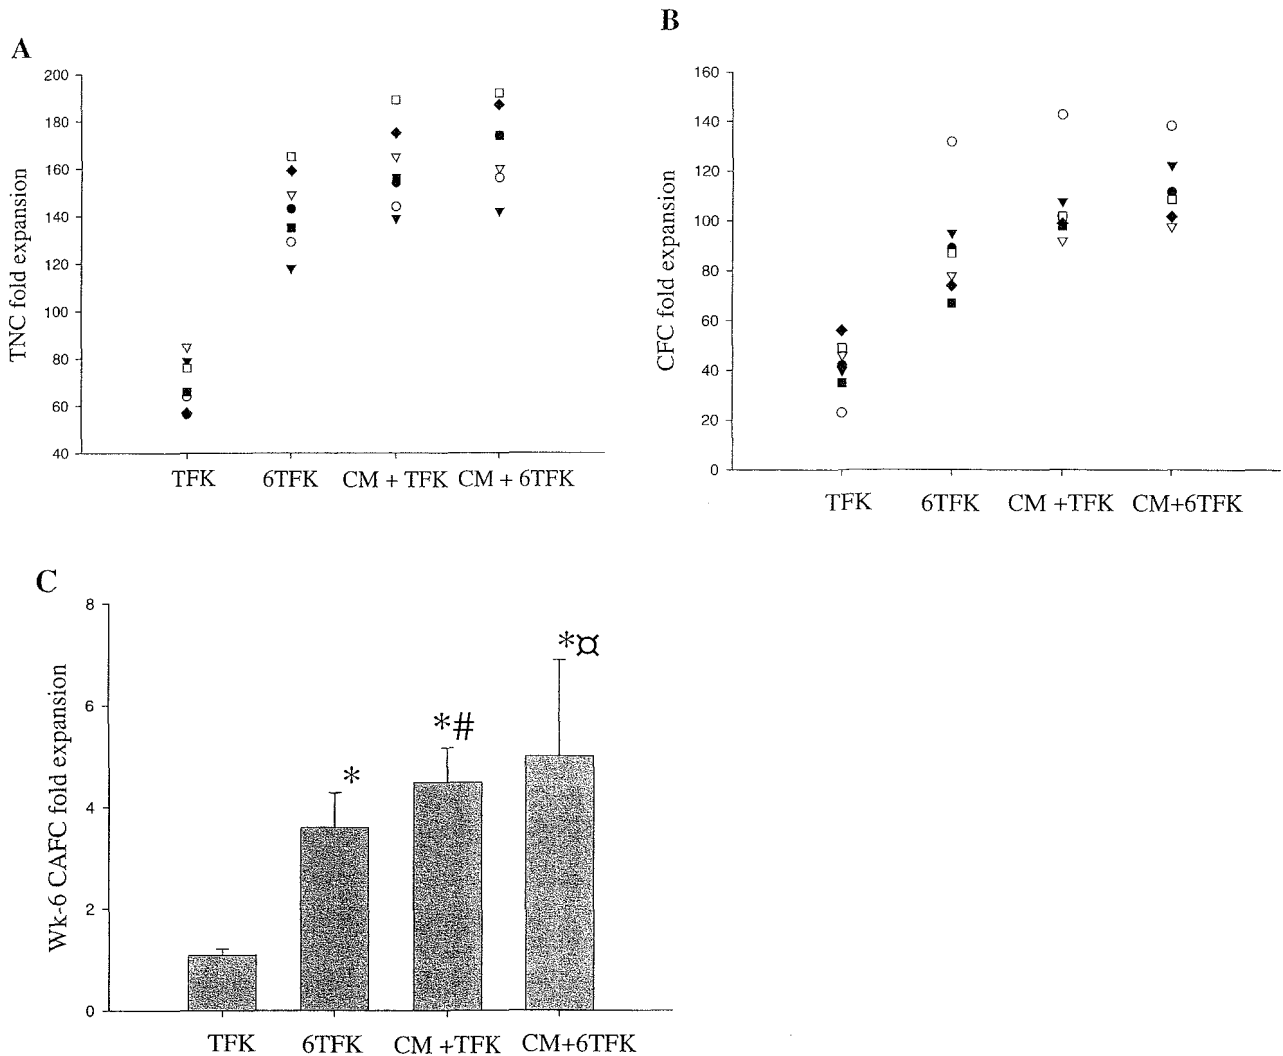 A
TNC fold expansion
200
180
160
140
120
100
80
60
40
TFK 6TFK CM + TFK CM + 6TFK
B
CFC fold expansion
160
140
120
100
80
60
40
20
0
TFK 6TFK CM +TFK CM+6TFK
C
Wk-6 CAFC fold expansion
8
6
4
2
0
*
*#
*¤
TFK 6TFK CM +TFK CM+6TFK